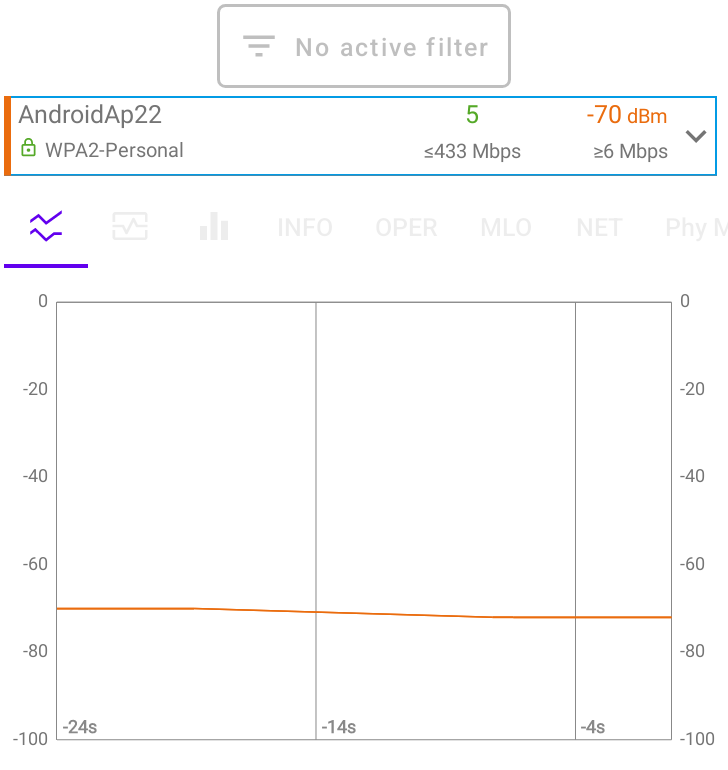 No active filter
AndroidAp22 5 -70 dBm
WPA2-Personal ≤433 Mbps ≥6 Mbps
INFO OPER MLO NET Phy M
0 0
-20 -20
-40 -40
-60 -60
-80 -80
-24s -14s -4s
-100 -100